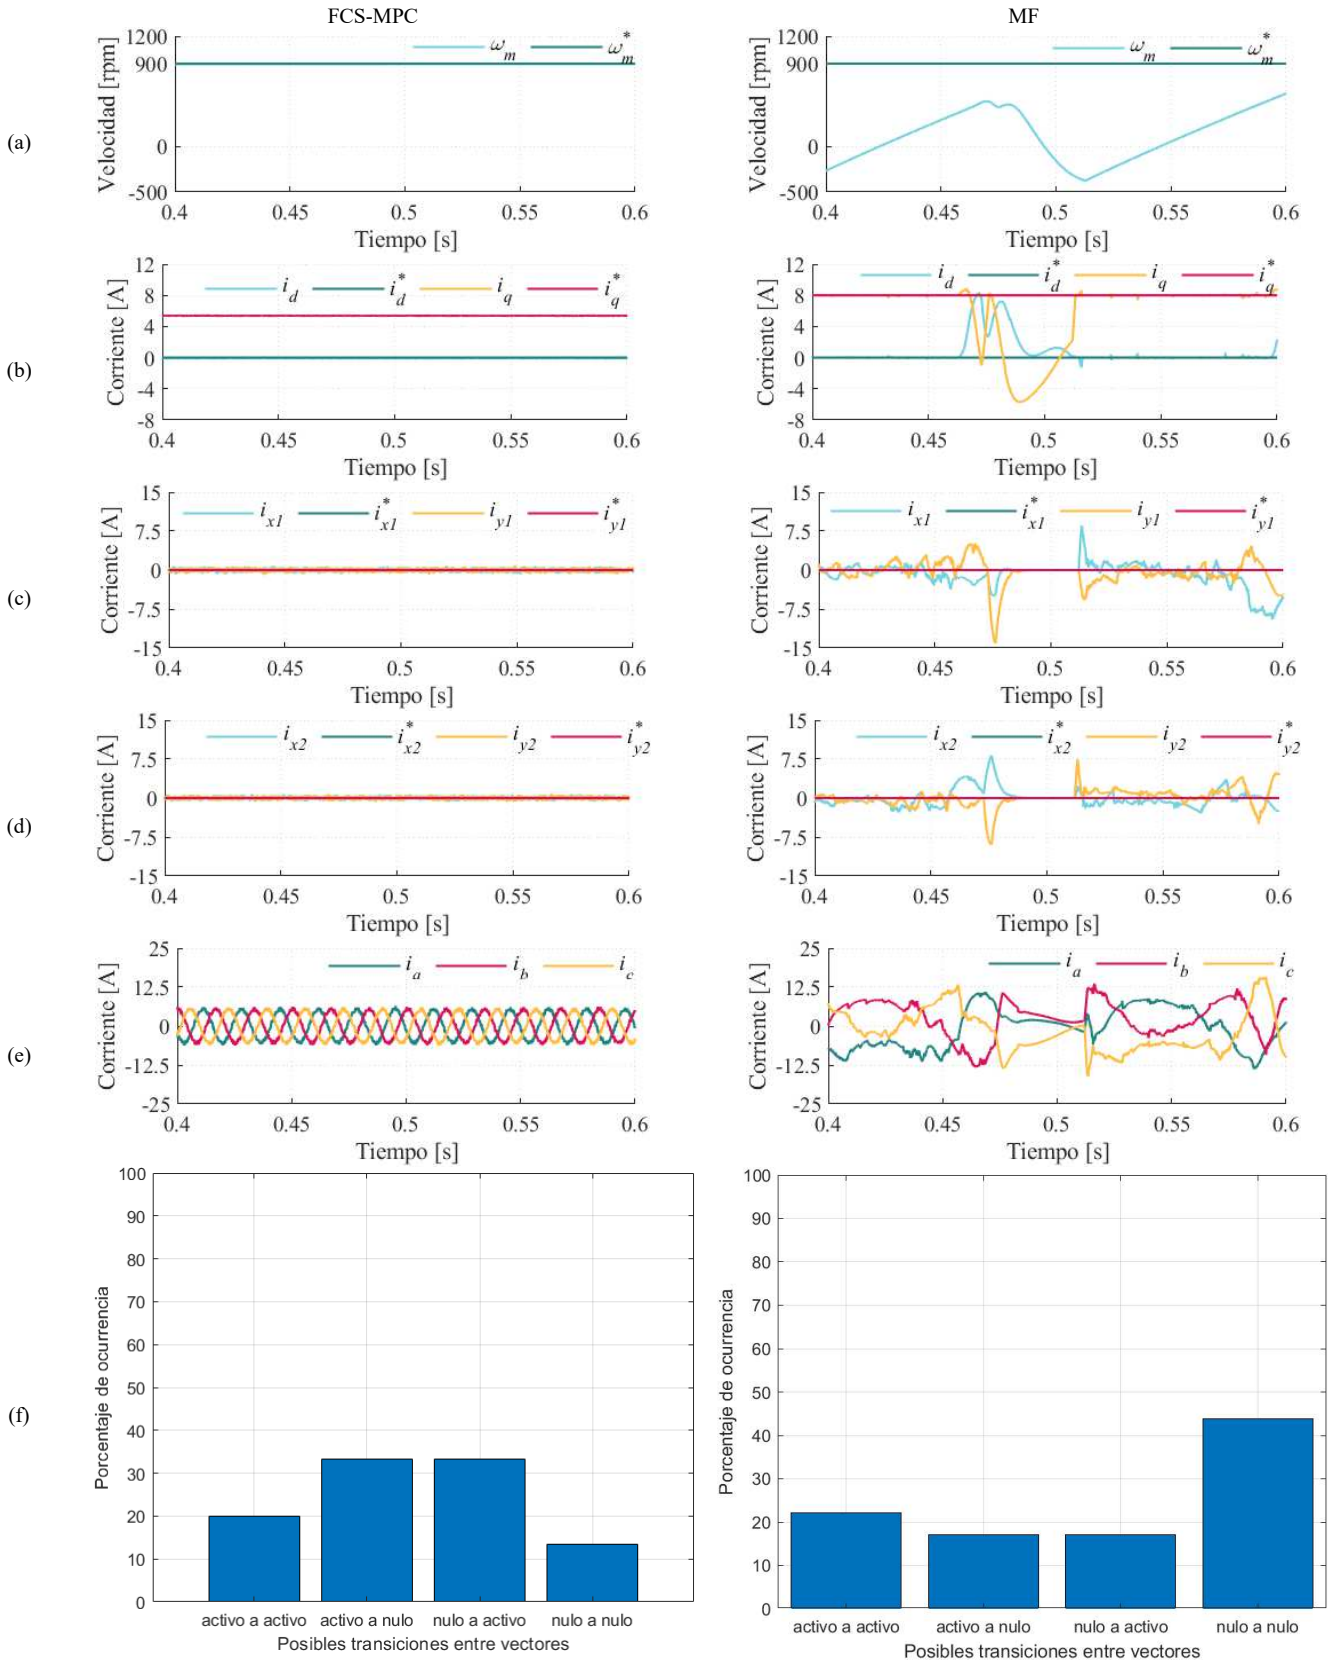 FCS-MPC
MF
(a)
Velocidad [rpm]
1200
900
0
-500
ω_m ω_m^*
0.4 0.45 0.5 0.55 0.6
Tiempo [s]
Velocidad [rpm]
1200
900
0
-500
ω_m ω_m^*
0.4 0.45 0.5 0.55 0.6
Tiempo [s]
(b)
Corriente [A]
12
8
4
0
-4
-8
i_d i_d^* i_q i_q^*
0.4 0.45 0.5 0.55 0.6
Tiempo [s]
Corriente [A]
12
8
4
0
-4
-8
i_d i_d^* i_q i_q^*
0.4 0.45 0.5 0.55 0.6
Tiempo [s]
(c)
Corriente [A]
15
7.5
0
-7.5
-15
i_x1 i_x1^* i_y1 i_y1^*
0.4 0.45 0.5 0.55 0.6
Tiempo [s]
Corriente [A]
15
7.5
0
-7.5
-15
i_x1 i_x1^* i_y1 i_y1^*
0.4 0.45 0.5 0.55 0.6
Tiempo [s]
(d)
Corriente [A]
15
7.5
0
-7.5
-15
i_x2 i_x2^* i_y2 i_y2^*
0.4 0.45 0.5 0.55 0.6
Tiempo [s]
Corriente [A]
15
7.5
0
-7.5
-15
i_x2 i_x2^* i_y2 i_y2^*
0.4 0.45 0.5 0.55 0.6
Tiempo [s]
(e)
Corriente [A]
25
12.5
0
-12.5
-25
i_a i_b i_c
0.4 0.45 0.5 0.55 0.6
Tiempo [s]
Corriente [A]
25
12.5
0
-12.5
-25
i_a i_b i_c
0.4 0.45 0.5 0.55 0.6
Tiempo [s]
(f)
Porcentaje de ocurrencia
100
90
80
70
60
50
40
30
20
10
0
activo a activo activo a nulo nulo a activo nulo a nulo
Posibles transiciones entre vectores
Porcentaje de ocurrencia
100
90
80
70
60
50
40
30
20
10
0
activo a activo activo a nulo nulo a activo nulo a nulo
Posibles transiciones entre vectores